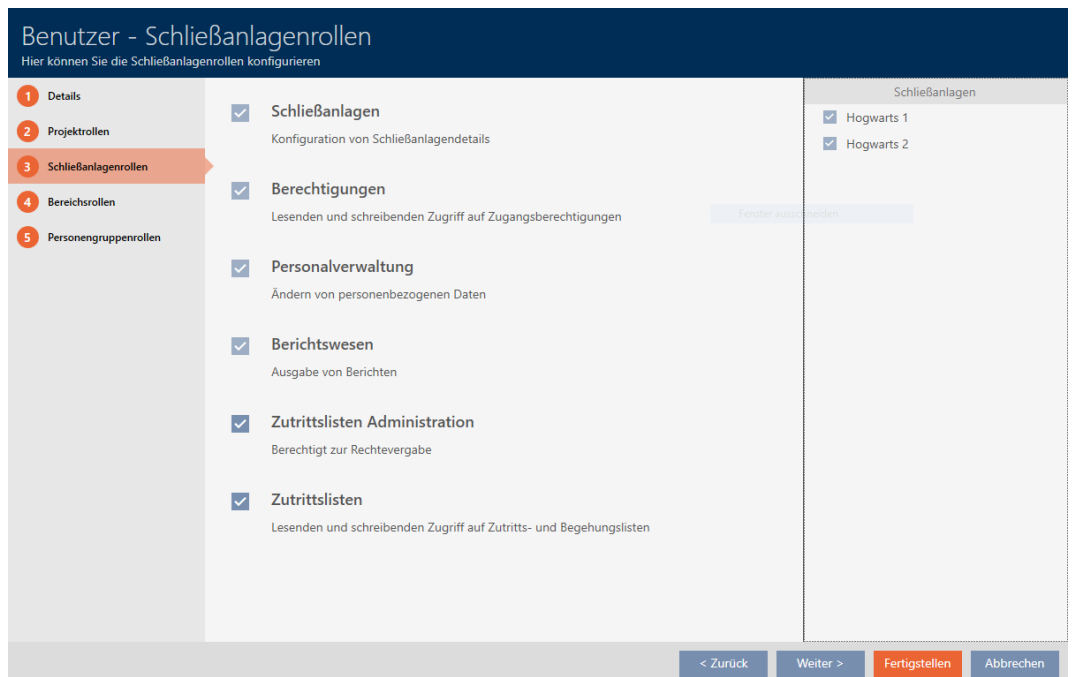 Benutzer - Schließanlagenrollen
Hier können Sie die Schließanlagenrollen konfigurieren
1 Details
2 Projektrollen
3 Schließanlagenrollen
4 Bereichsrollen
5 Personengruppenrollen
Schließanlagen
Konfiguration von Schließanlagendetails
Berechtigungen
Lesenden und schreibenden Zugriff auf Zugangsberechtigungen
Personalverwaltung
Ändern von personenbezogenen Daten
Berichtswesen
Ausgabe von Berichten
Zutrittslisten Administration
Berechtigt zur Rechtevergabe
Zutrittslisten
Lesenden und schreibenden Zugriff auf Zutritts- und Begehungslisten
Schließanlagen
Hogwarts 1
Hogwarts 2
Fenster ausschneiden
< Zurück
Weiter >
Fertigstellen
Abbrechen